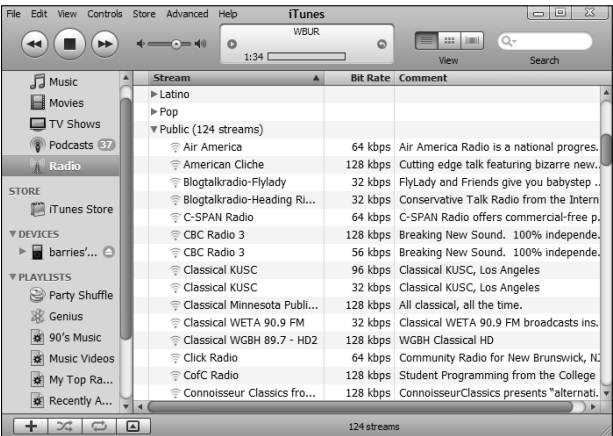 File Edit View Controls Store Advanced Help iTunes
WBUR
1:34
View
Search
Music
Movies
TV Shows
Podcasts 37
Radio
STORE
iTunes Store
DEVICES
barries'...
PLAYLISTS
Party Shuffle
Genius
90's Music
Music Videos
My Top Ra...
Recently A...
Stream Bit Rate Comment
Latino
Pop
Public (124 streams)
Air America 64 kbps Air America Radio is a national progres.
American Cliche 128 kbps Cutting edge talk featuring bizarre new..
Blogtalkradio-Flylady 32 kbps FlyLady and Friends give you babystep ..
Blogtalkradio-Heading Ri... 32 kbps Conservative Talk Radio from the Intern
C-SPAN Radio 64 kbps C-SPAN Radio offers commercial-free p.
CBC Radio 3 128 kbps Breaking New Sound. 100% independe.
CBC Radio 3 56 kbps Breaking New Sound. 100% independe.
Classical KUSC 96 kbps Classical KUSC, Los Angeles
Classical KUSC 32 kbps Classical KUSC, Los Angeles
Classical Minnesota Publi... 128 kbps All classical, all the time.
Classical WETA 90.9 FM 32 kbps Classical WETA 90.9 FM broadcasts ins.
Classical WGBH 89.7 - HD2 128 kbps WGBH Classical HD
Click Radio 64 kbps Community Radio for New Brunswick, NJ
CofC Radio 128 kbps Student Programming from the College
Connoisseur Classics fro... 128 kbps ConnoisseurClassics presents "alternati.
124 streams